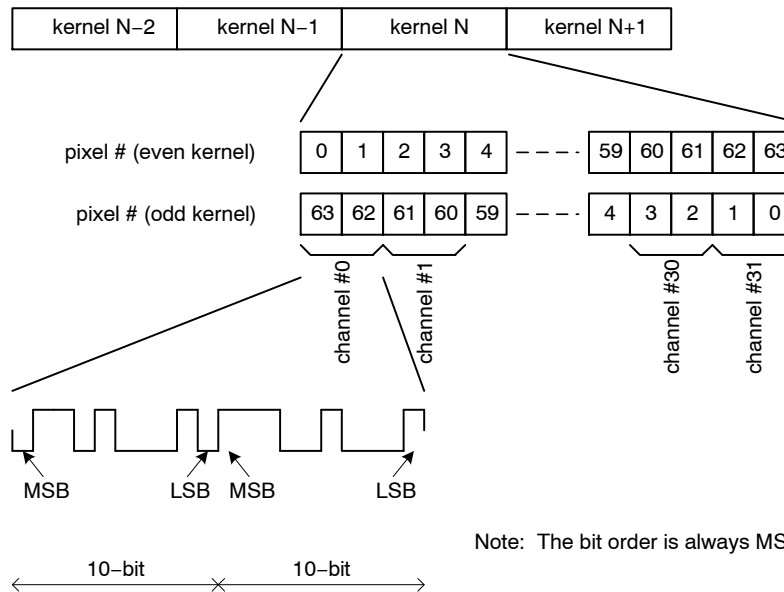 kernel N−2 kernel N−1 kernel N kernel N+1
pixel # (even kernel) 0 1 2 3 4 59 60 61 62 63
pixel # (odd kernel) 63 62 61 60 59 4 3 2 1 0
channel #0 channel #1 channel #30 channel #31
MSB LSB MSB LSB
Note: The bit order is always MS
10−bit 10−bit